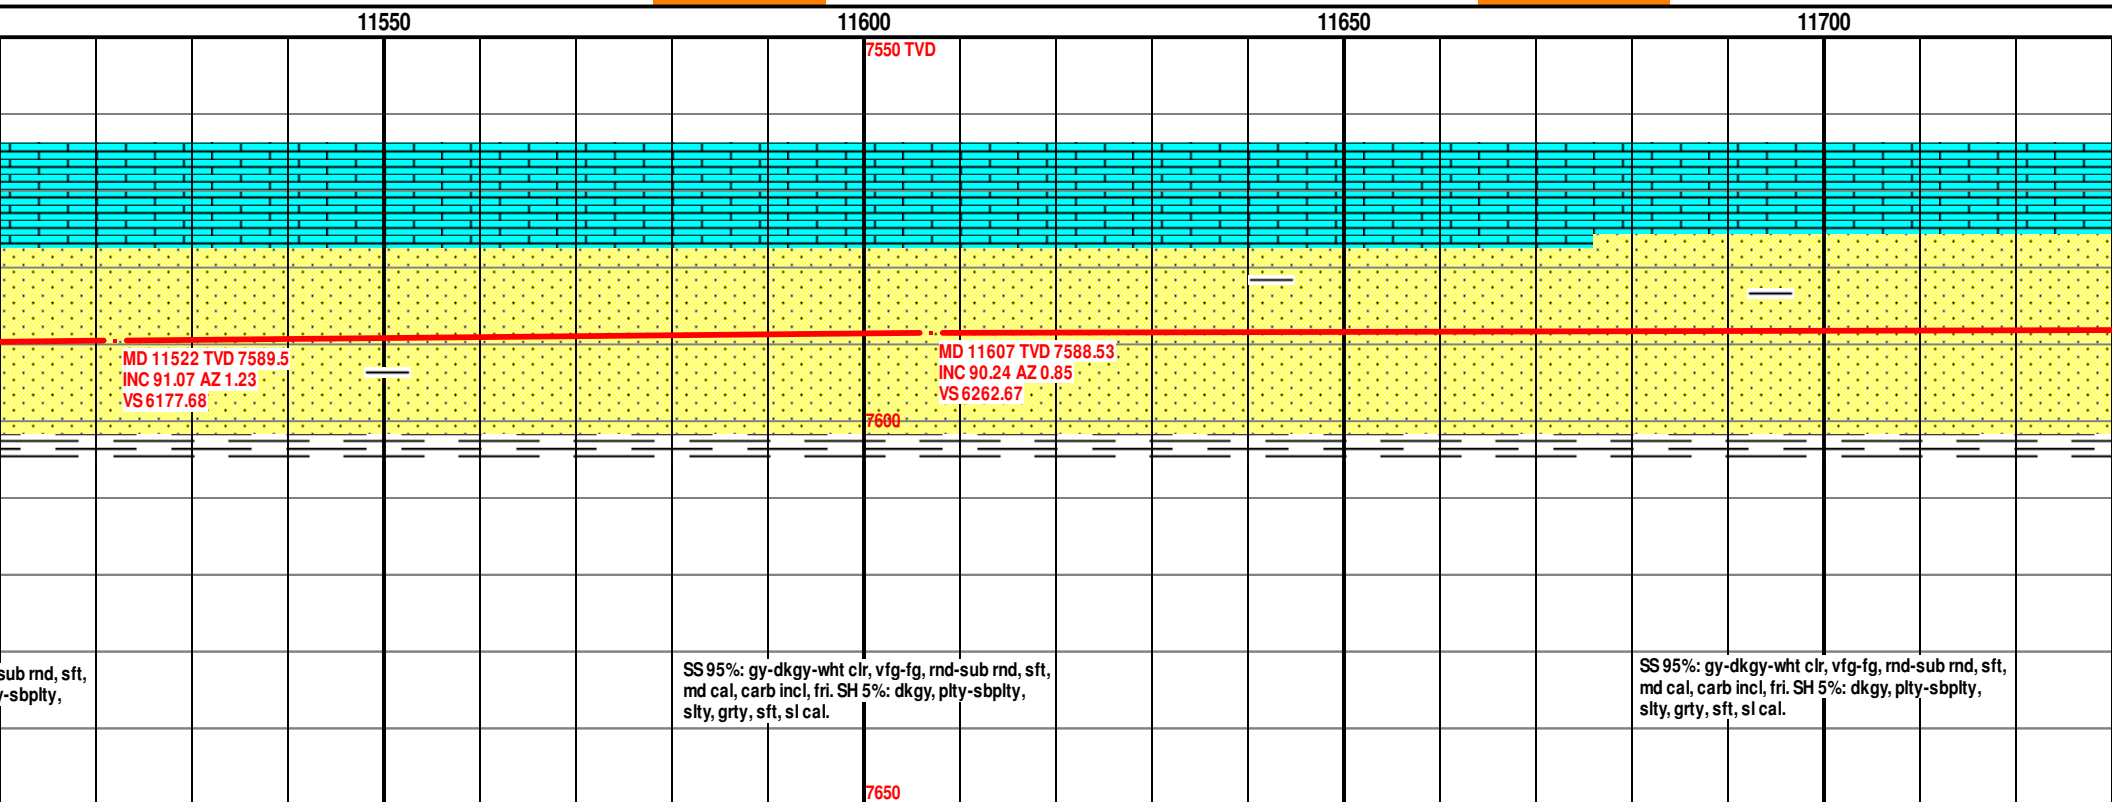 11550
11600
11650
11700
7550 TVD
MD 11522 TVD 7589.5
INC 91.07 AZ 1.23
VS 6177.68
MD 11607 TVD 7588.53
INC 90.24 AZ 0.85
VS 6262.67
7600
sub rnd, sft,
-sbplty,
SS 95%: gy-dkgy-wht clr, vfg-fg, rnd-sub rnd, sft,
md cal, carb incl, fri. SH 5%: dkgy, plty-sbplty,
slty, grty, sft, sl cal.
SS 95%: gy-dkgy-wht clr, vfg-fg, rnd-sub rnd, sft,
md cal, carb incl, fri. SH 5%: dkgy, plty-sbplty,
slty, grty, sft, sl cal.
7650